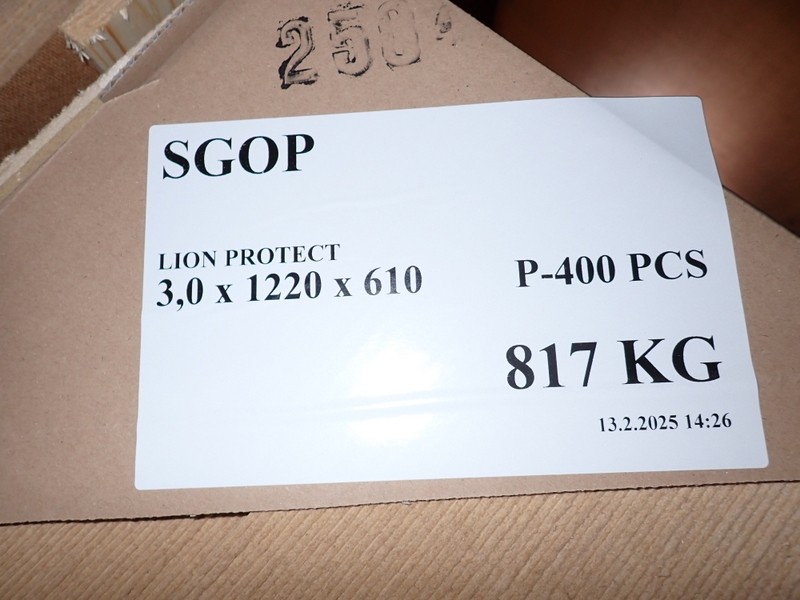 SGOP
LION PROTECT
3,0 x 1220 x 610
P-400 PCS
817 KG
13.2.2025 14:26